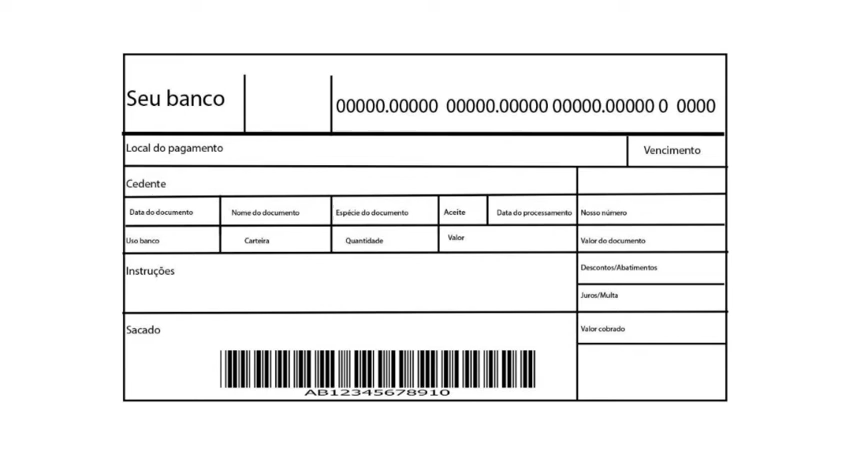 Seu banco
00000.00000 00000.00000 00000.00000 0 0000
Local do pagamento Vencimento
Cedente
Data do documento Nome do documento Espécie do documento Aceite Data do processamento Nosso número
Uso banco Carteira Quantidade Valor Valor do documento
Instruções Descontos/Abatimentos
Juros/Multa
Sacado Valor cobrado
AB12345678910